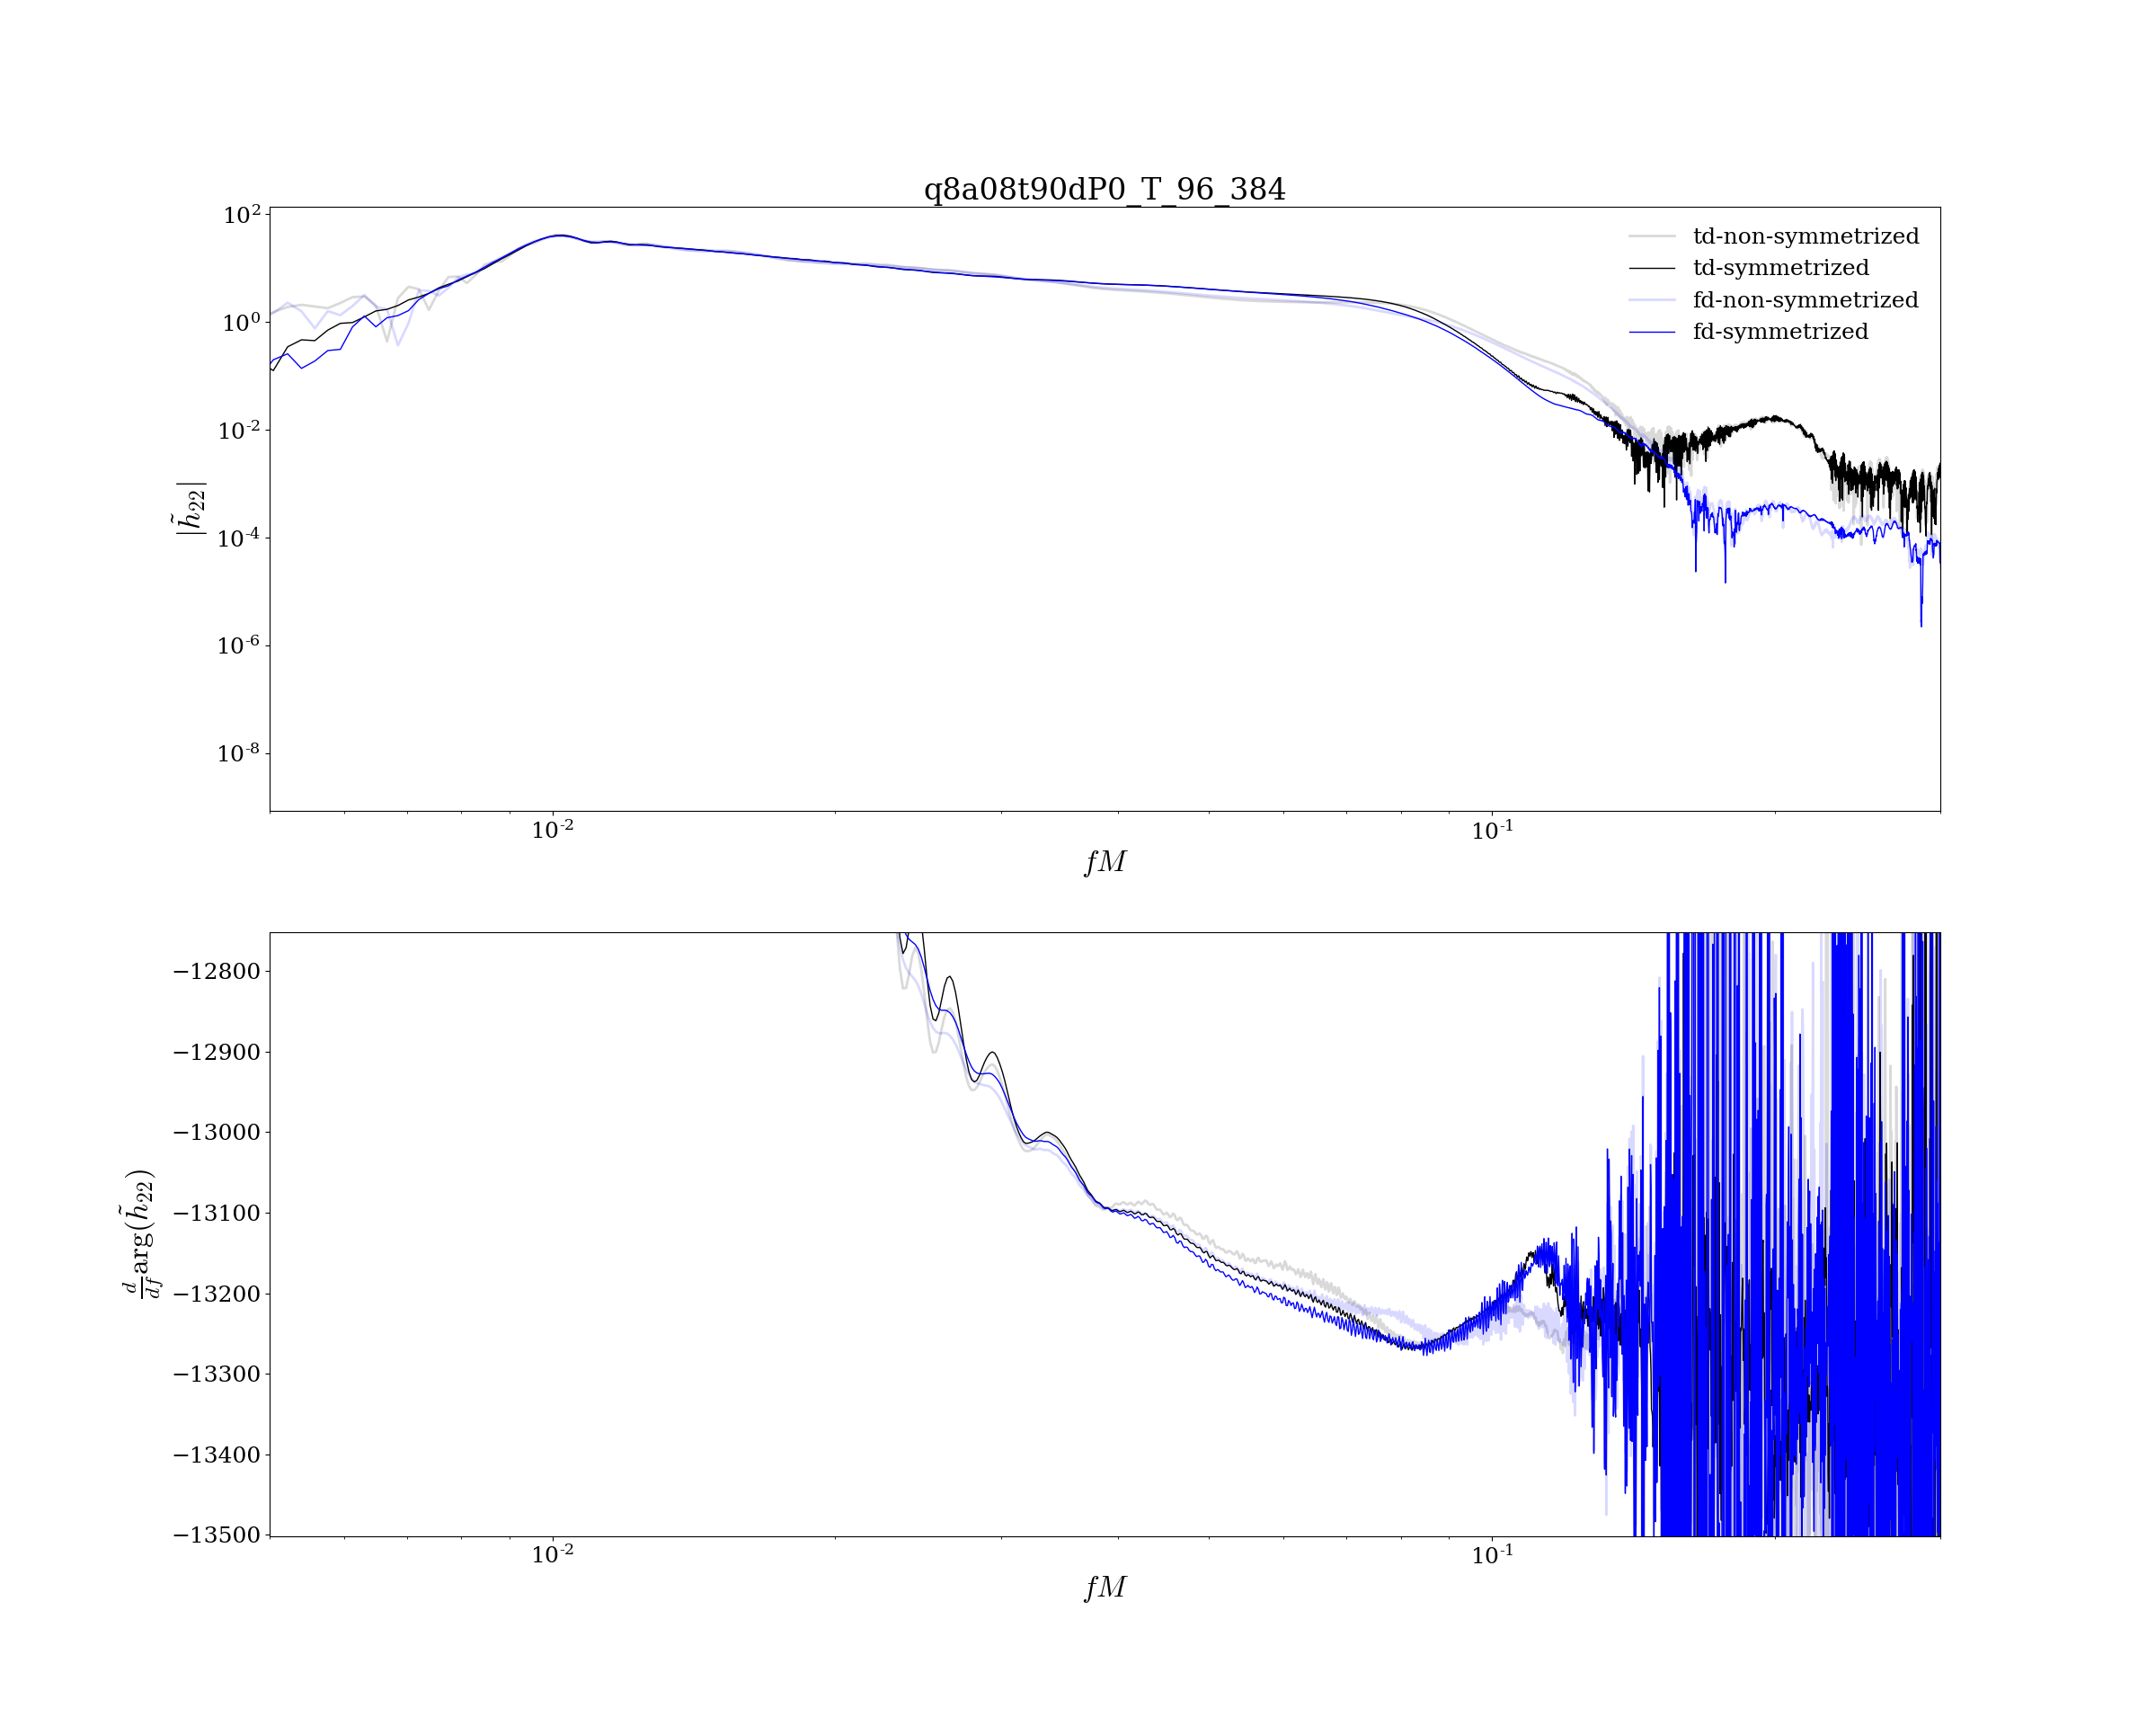 q8a08t90dP0_T_96_384
10^2
10^0
10^-2
10^-4
10^-6
10^-8
|h̃_22|
td-non-symmetrized
td-symmetrized
fd-non-symmetrized
fd-symmetrized
10^-2
10^-1
fM
−12800
−12900
−13000
−13100
−13200
−13300
−13400
−13500
d/df arg(h̃_22)
10^-2
10^-1
fM